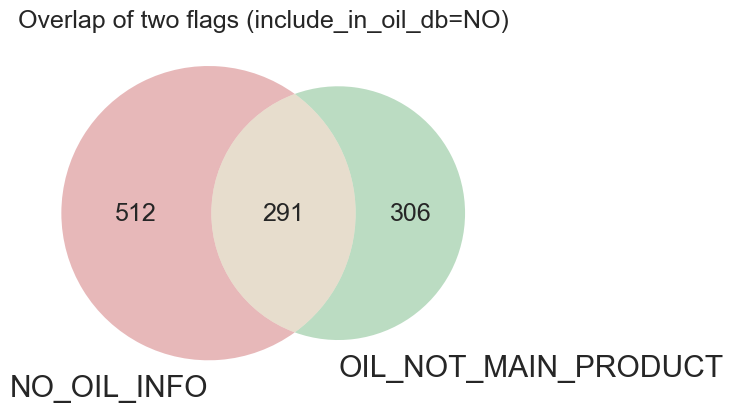 Overlap of two flags (include_in_oil_db=NO)
512
291
306
OIL_NOT_MAIN_PRODUCT
NO_OIL_INFO